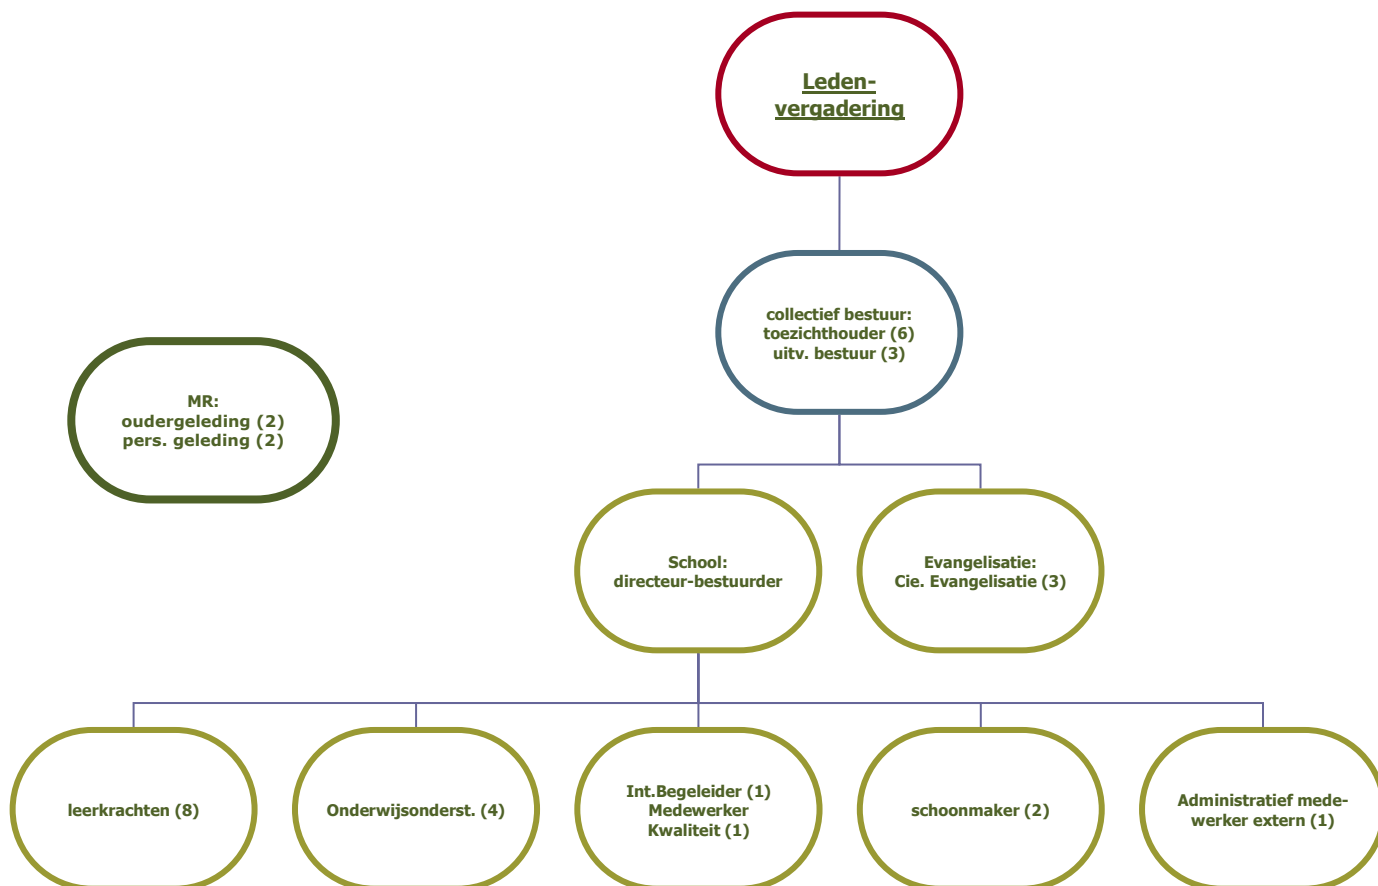 Leden-
vergadering
collectief bestuur:
toezichthouder (6)
uitv. bestuur (3)
MR:
oudergeleding (2)
pers. geleding (2)
School:
directeur-bestuurder
Evangelisatie:
Cie. Evangelisatie (3)
leerkrachten (8)
Onderwijsonderst. (4)
Int.Begeleider (1)
Medewerker
Kwaliteit (1)
schoonmaker (2)
Administratief mede-
werker extern (1)